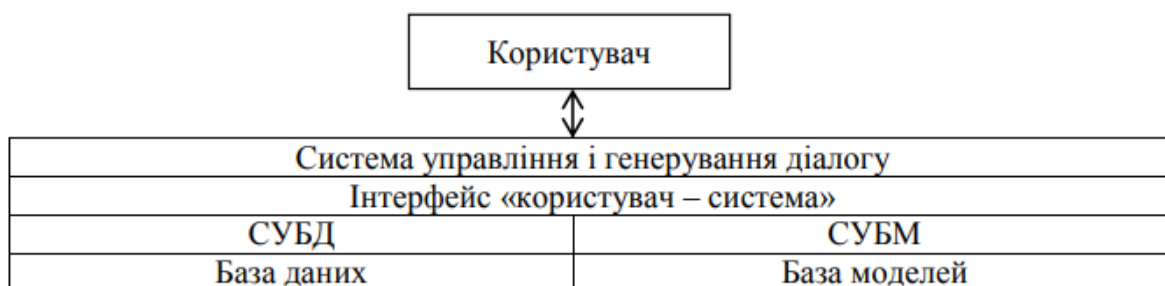 Користувач
Система управління і генерування діалогу
Інтерфейс «користувач – система»
СУБД СУБМ
База даних База моделей